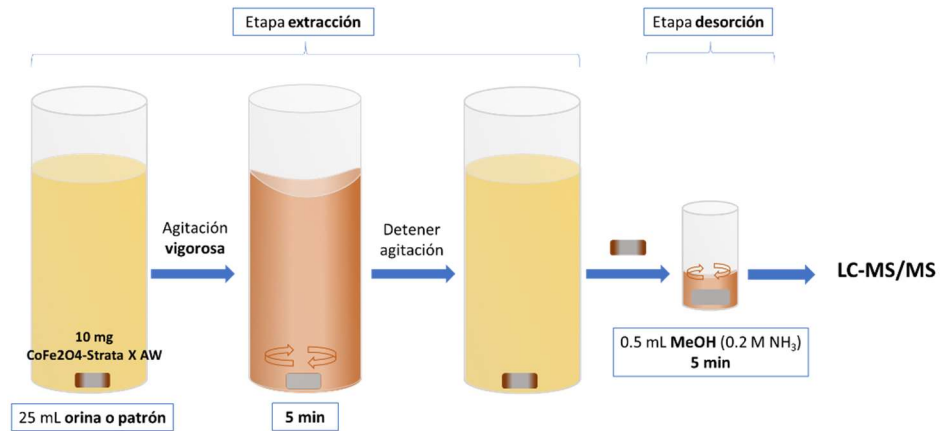 Etapa extracción
Etapa desorción
Agitación
vigorosa
Detener
agitación
LC-MS/MS
10 mg
CoFe2O4-Strata X AW
0.5 mL MeOH (0.2 M NH₃)
5 min
25 mL orina o patrón
5 min